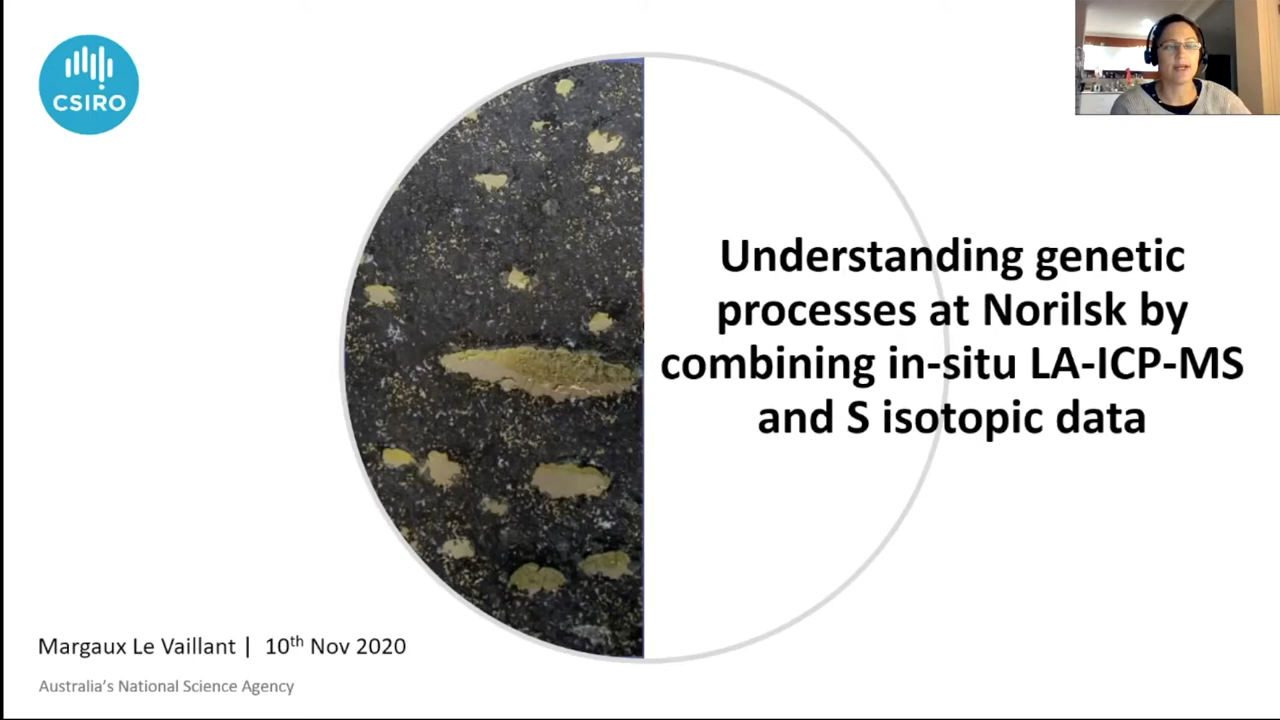 CSIRO
Understanding genetic
processes at Norilsk by
combining in-situ LA-ICP-MS
and S isotopic data
Margaux Le Vaillant | 10th Nov 2020
Australia's National Science Agency